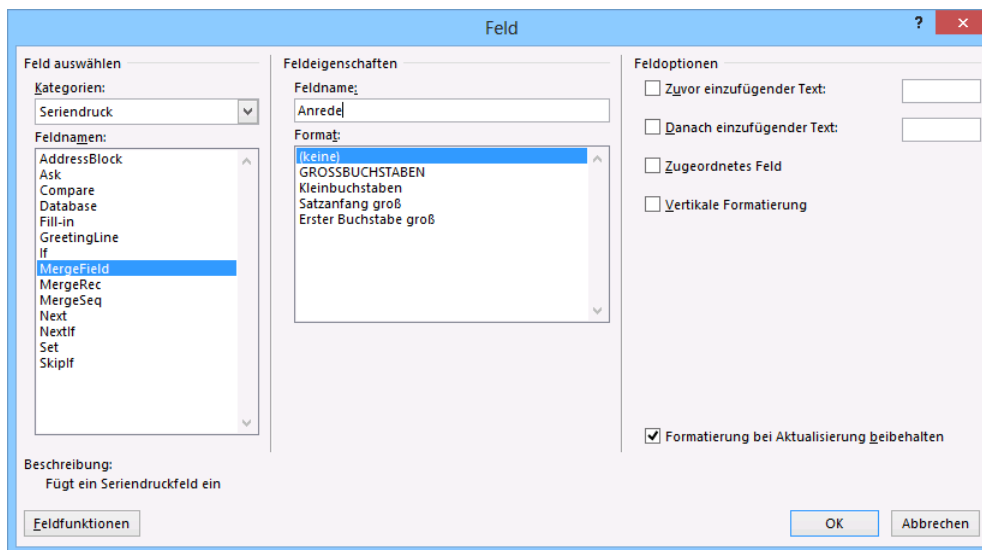 Feld
?
Feld auswählen
Kategorien:
Seriendruck
Feldnamen:
AddressBlock
Ask
Compare
Database
Fill-in
GreetingLine
If
MergeField
MergeRec
MergeSeq
Next
NextIf
Set
SkipIf
Feldeigenschaften
Feldname:
Anrede
Format:
(keine)
GROSSBUCHSTABEN
Kleinbuchstaben
Satzanfang groß
Erster Buchstabe groß
Feldoptionen
Zuvor einzufügender Text:
Danach einzufügender Text:
Zugeordnetes Feld
Vertikale Formatierung
Formatierung bei Aktualisierung beibehalten
Beschreibung:
Fügt ein Seriendruckfeld ein
Feldfunktionen
OK
Abbrechen